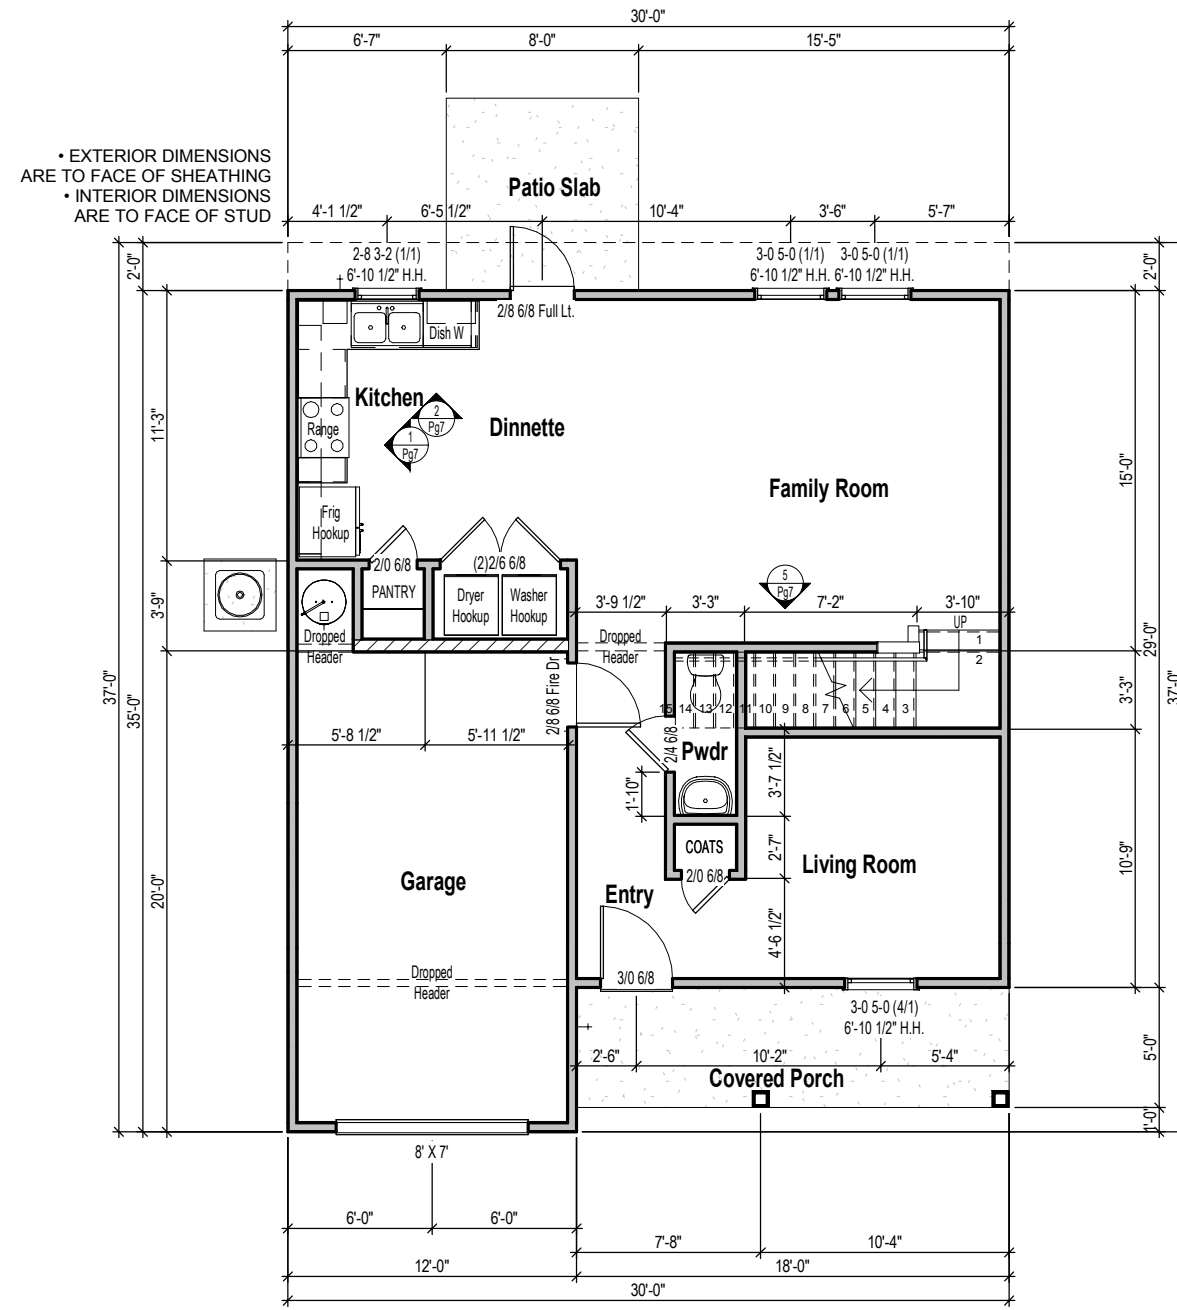 30'-0"
6'-7" 8'-0" 15'-5"
• EXTERIOR DIMENSIONS
ARE TO FACE OF SHEATHING
• INTERIOR DIMENSIONS
ARE TO FACE OF STUD
Patio Slab
4'-1 1/2" 6'-5 1/2" 10'-4" 3'-6" 5'-7"
2'-0"
2-8 3-2 (1/1)
6'-10 1/2" H.H.
3-0 5-0 (1/1)
6'-10 1/2" H.H.
3-0 5-0 (1/1)
6'-10 1/2" H.H.
2'-0"
2/8 6/8 Full Lt.
Dish W
Kitchen
2
Pg7
1
Pg7
Range
Dinnette
11'-3"
15'-0"
Family Room
Frig
Hookup
2/0 6/8
(2)2/6 6/8
PANTRY
Dryer
Hookup
Washer
Hookup
5
Pg7
3'-9"
3'-9 1/2" 3'-3" 7'-2" 3'-10"
UP
1
2
Dropped
Header
Dropped
Header
29'-0"
37'-0"
35'-0"
37'-0"
3'-3"
2/8 6/8 Fire Dr
15 14 13 12 11 10 9 8 7 6 5 4 3
5'-8 1/2" 5'-11 1/2"
2/4 6/8
Pwdr
3'-7 1/2"
1'-10"
COATS
2'-7"
2/0 6/8
Living Room
10'-9"
Garage
20'-0"
Entry
4'-6 1/2"
Dropped
Header
3/0 6/8
3-0 5-0 (4/1)
6'-10 1/2" H.H.
2'-6" 10'-2" 5'-4"
5'-0"
Covered Porch
1'-0"
8' X 7'
6'-0" 6'-0"
7'-8" 10'-4"
12'-0" 18'-0"
30'-0"